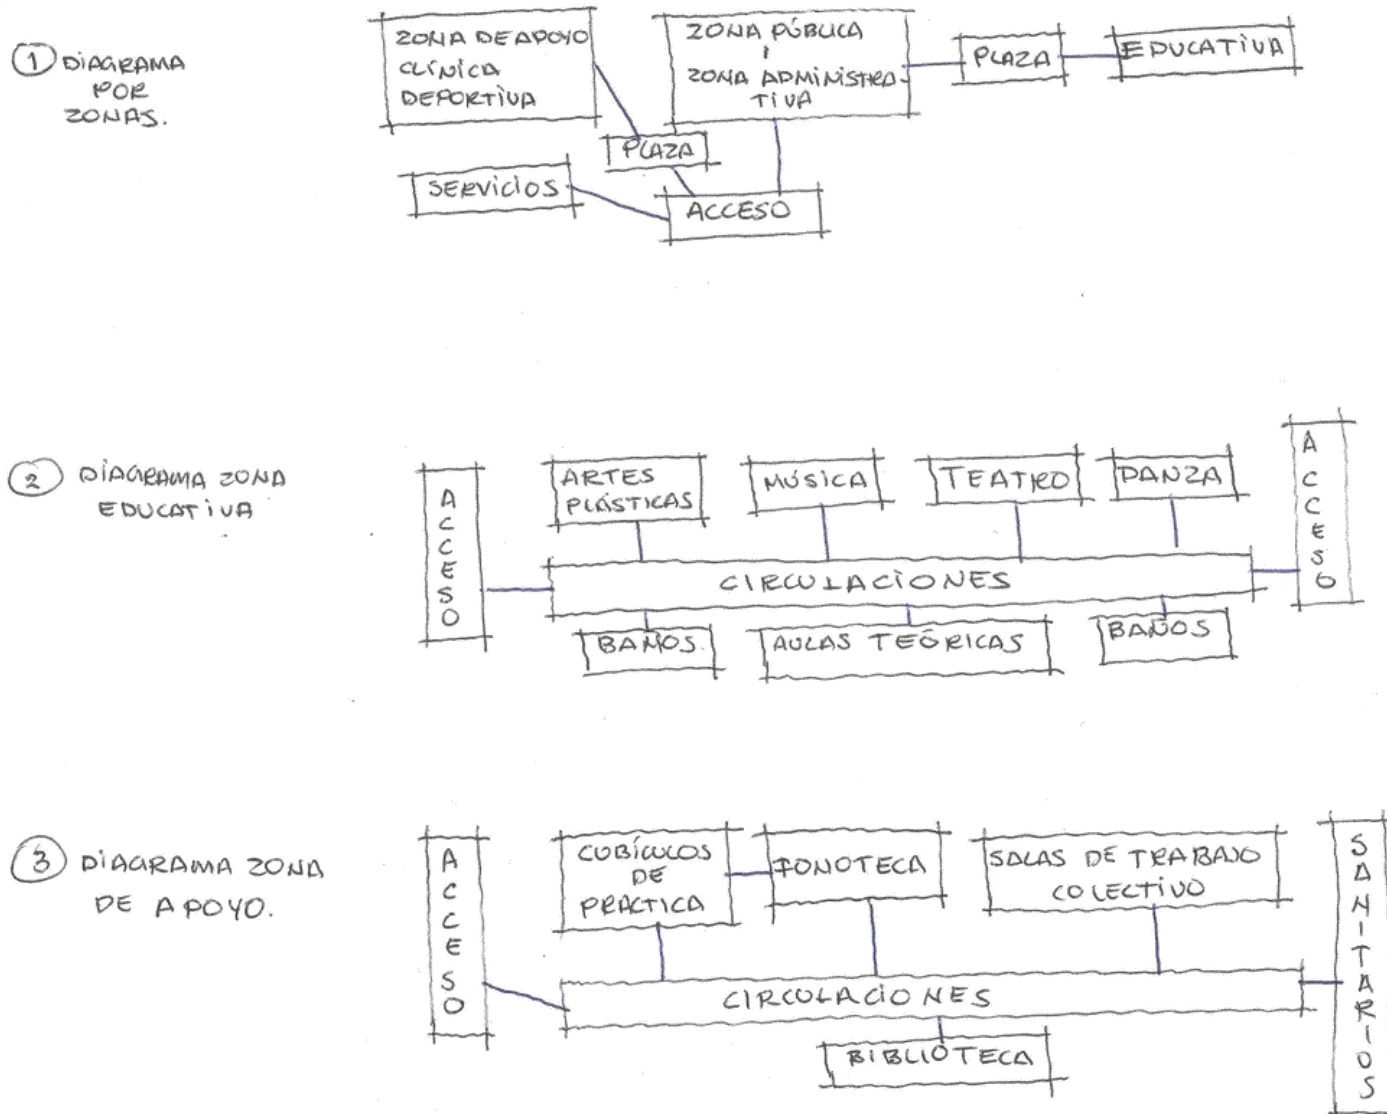 1 DIAGRAMA
POR
ZONAS.
ZONA DE APOYO
CLÍNICA
DEPORTIVA
ZONA PÚBLICA
ZONA ADMINISTRA-
TIVA
PLAZA
EDUCATIVA
PLAZA
SERVICIOS
ACCESO
2 DIAGRAMA ZONA
EDUCATIVA
ACCESO
ARTES
PLÁSTICAS
MÚSICA
TEATRO
DANZA
ACCESO
CIRCULACIONES
BAÑOS.
AULAS TEÓRICAS
BAÑOS
3 DIAGRAMA ZONA
DE APOYO.
ACCESO
CUBÍCULOS
DE
PRACTICA
FONOTECA
SALAS DE TRABAJO
COLECTIVO
SANITARIOS
CIRCULACIONES
BIBLIOTECA